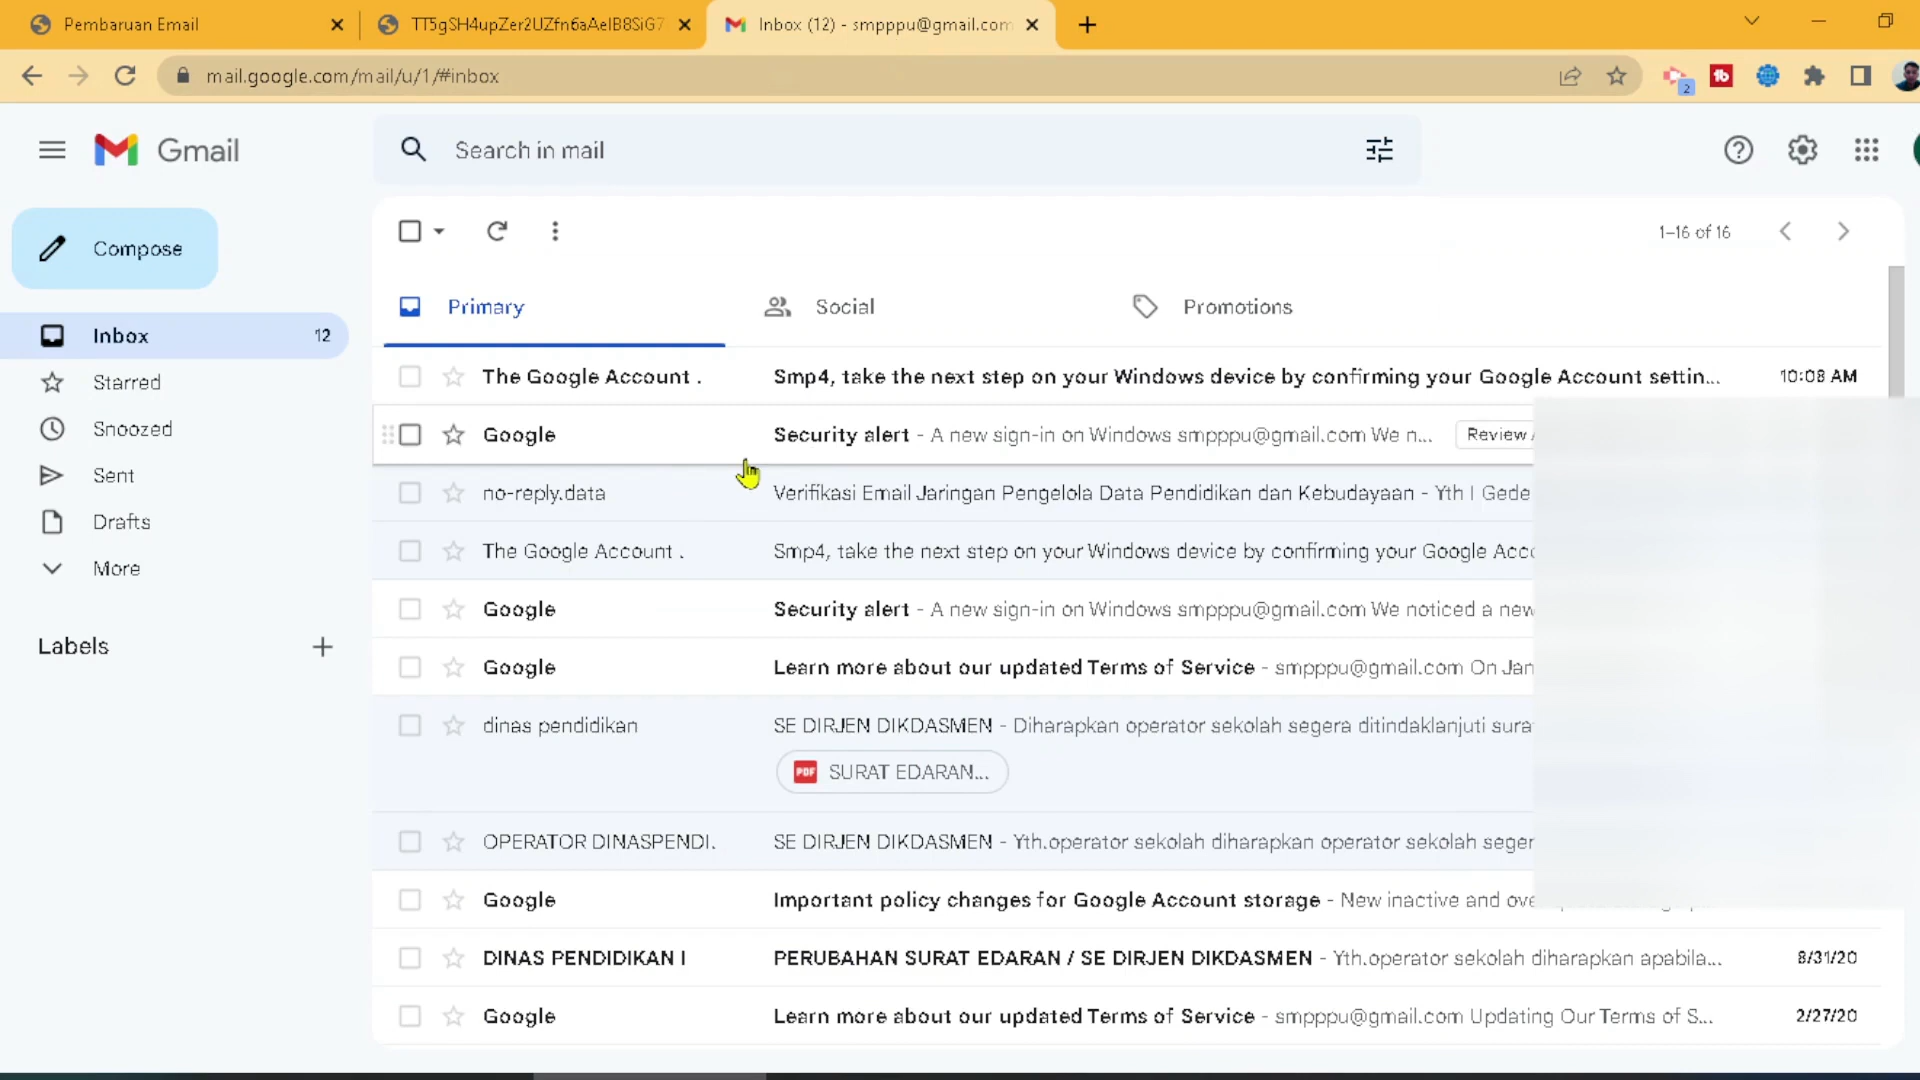 Pembaruan Email
TT5gSH4upZer2UZfn6aAeIB8SiG7
Inbox (12) - smpppu@gmail.com
mail.google.com/mail/u/1/#inbox
2
Gmail
Search in mail
Compose
1–16 of 16
Primary
Social
Promotions
Inbox 12
Starred
Snoozed
Sent
Drafts
More
Labels
The Google Account . Smp4, take the next step on your Windows device by confirming your Google Account settin... 10:08 AM
Google Security alert - A new sign-in on Windows smpppu@gmail.com We n... Review
no-reply.data Verifikasi Email Jaringan Pengelola Data Pendidikan dan Kebudayaan - Yth I Gede
The Google Account . Smp4, take the next step on your Windows device by confirming your Google Acco
Google Security alert - A new sign-in on Windows smpppu@gmail.com We noticed a new
Google Learn more about our updated Terms of Service - smpppu@gmail.com On Jan
dinas pendidikan SE DIRJEN DIKDASMEN - Diharapkan operator sekolah segera ditindaklanjuti sura
PDF SURAT EDARAN...
OPERATOR DINASPENDI. SE DIRJEN DIKDASMEN - Yth.operator sekolah diharapkan operator sekolah seger
Google Important policy changes for Google Account storage - New inactive and ove
DINAS PENDIDIKAN I PERUBAHAN SURAT EDARAN / SE DIRJEN DIKDASMEN - Yth.operator sekolah diharapkan apabila... 8/31/20
Google Learn more about our updated Terms of Service - smpppu@gmail.com Updating Our Terms of S... 2/27/20